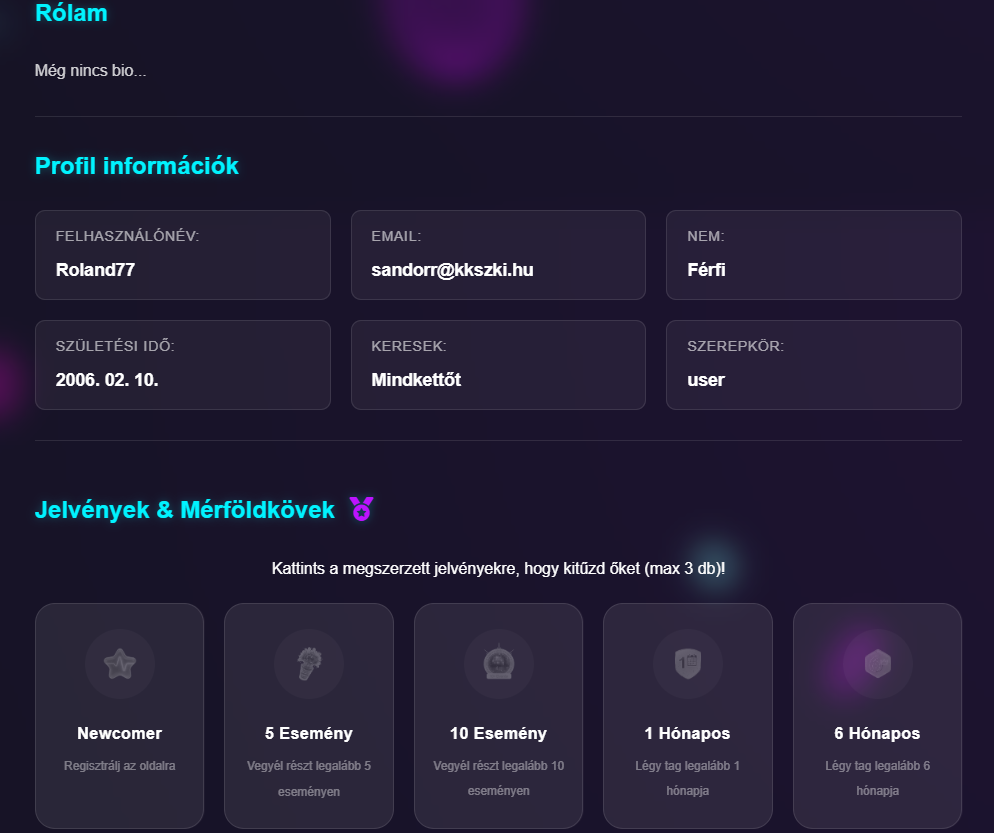 Rólam
Még nincs bio...
Profil információk
FELHASZNÁLÓNÉV:
Roland77
EMAIL:
sandorr@kkszki.hu
NEM:
Férfi
SZÜLETÉSI IDŐ:
2006. 02. 10.
KERESEK:
Mindkettőt
SZEREPKÖR:
user
Jelvények & Mérföldkövek
Kattints a megszerzett jelvényekre, hogy kitűzd őket (max 3 db)!
Newcomer
Regisztrálj az oldalra
5 Esemény
Vegyél részt legalább 5
eseményen
10 Esemény
Vegyél részt legalább 10
eseményen
1 Hónapos
Légy tag legalább 1
hónapja
6 Hónapos
Légy tag legalább 6
hónapja